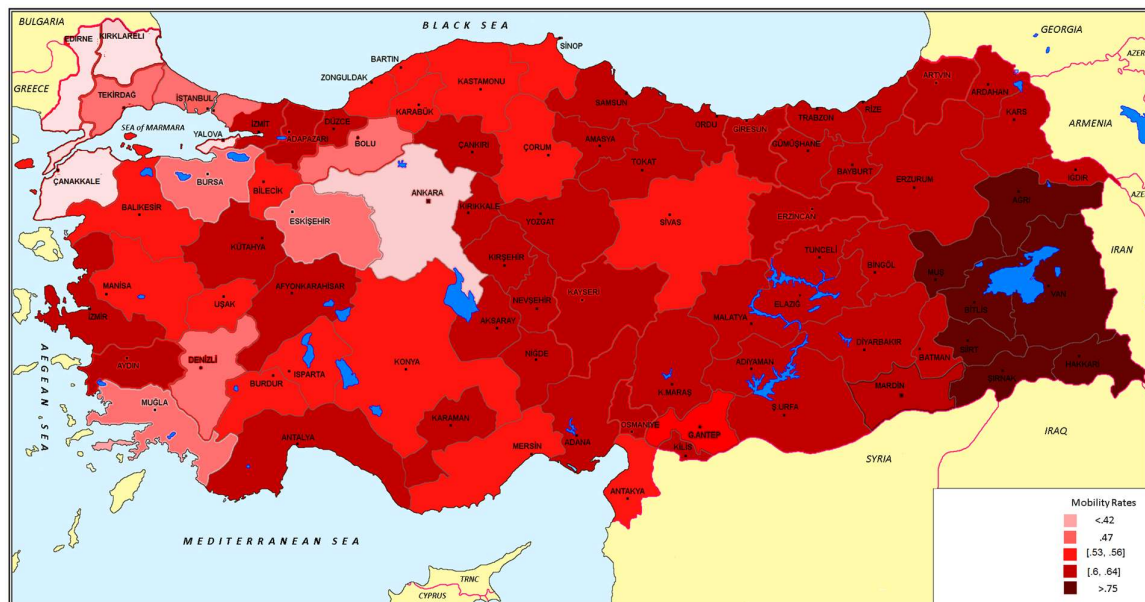 BULGARIA
BLACK SEA
GEORGIA
EDIRNE
KIRKLARELİ
SİNOP
BARTIN
ZONGULDAK
KASTAMONU
AZER
GREECE
TEKİRDAĞ
İSTANBUL
KARABÜK
SAMSUN
ARTVIN
ARDAHAN
KARS
SEA of MARMARA
YALOVA
İZMİT
ADAPAZARI
DÜZCE
BOLU
ÇANKIRI
ÇORUM
AMASYA
TOKAT
ORDU
GİRESUN
TRABZON
RİZE
GÜMÜŞHANE
BAYBURT
ERZURUM
ARMENIA
ÇANAKKALE
BURSA
BİLECİK
ANKARA
KIRIKKALE
IĞDIR
AZE
BALIKESİR
ESKİŞEHİR
YOZGAT
SİVAS
ERZİNCAN
AĞRI
KÜTAHYA
KIRŞEHİR
TUNCELİ
BİNGÖL
IRAN
MANİSA
UŞAK
AFYONKARAHİSAR
NEVŞEHİR
KAYSERİ
ELAZIĞ
MUŞ
VAN
İZMİR
AKSARAY
MALATYA
BİTLİS
AYDIN
DENİZLİ
BURDUR
ISPARTA
KONYA
NİĞDE
K.MARAŞ
ADIYAMAN
DİYARBAKIR
BATMAN
SİİRT
HAKKARİ
AEGEAN SEA
MUĞLA
ANTALYA
KARAMAN
MERSİN
ADANA
OSMANİYE
G.ANTEP
KİLİS
Ş.URFA
MARDİN
ŞIRNAK
ANTAKYA
SYRIA
IRAQ
MEDITERRANEAN SEA
TRNC
CYPRUS
Mobility Rates
<.42
.47
[.53, .56]
[.6, .64]
>.75